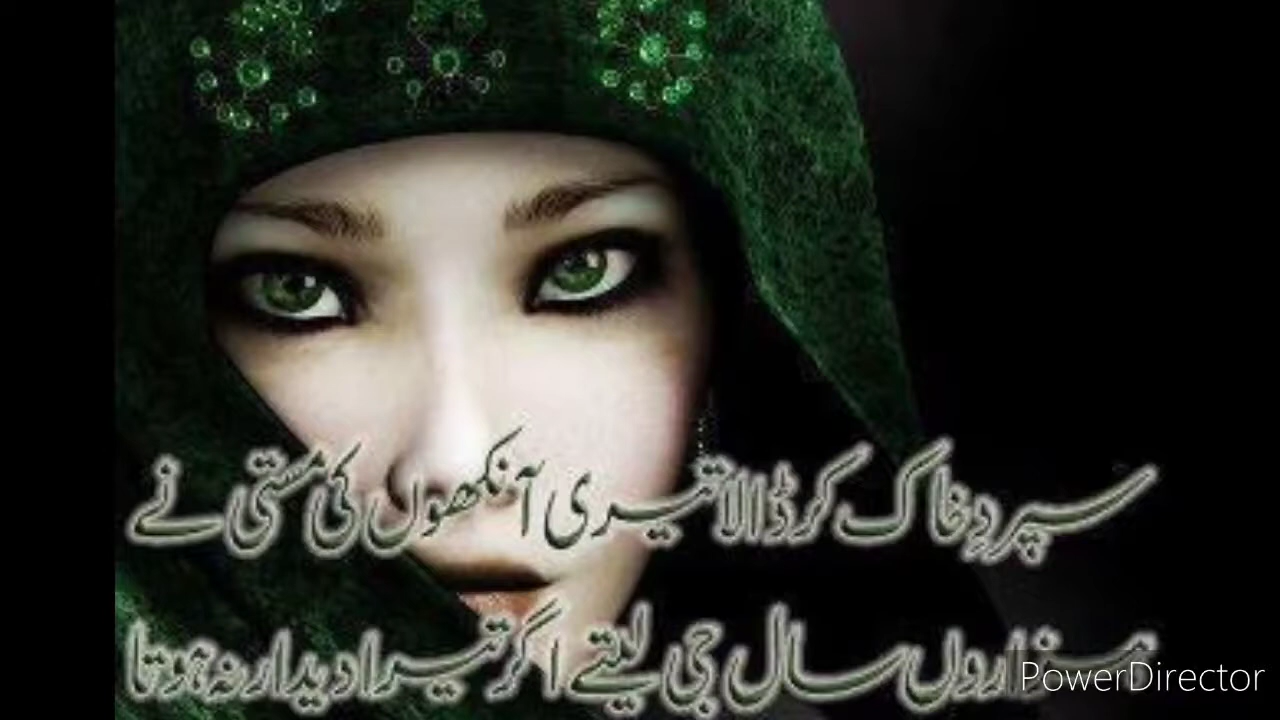 سپردِ خاک کر ڈالا تیری آنکھوں کی مستی نے
ہزاروں سال جی لیتے اگر تیرا دیدار نہ ہوتا
PowerDirector